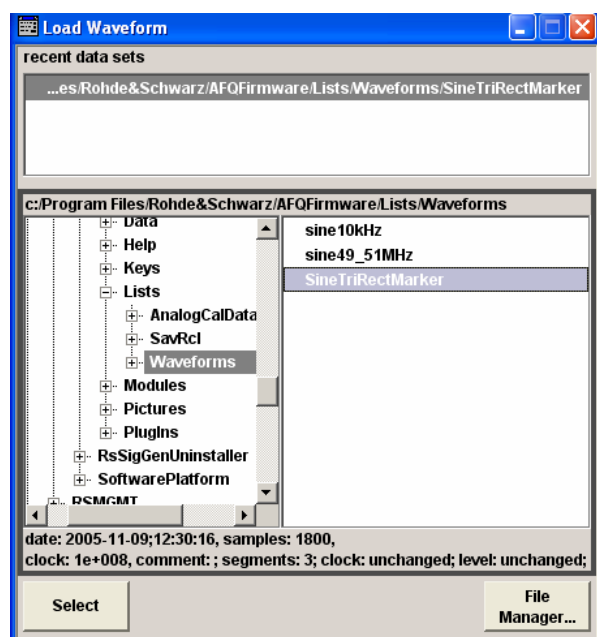 Load Waveform
recent data sets
...es/Rohde&Schwarz/AFQFirmware/Lists/Waveforms/SineTriRectMarker
c:/Program Files/Rohde&Schwarz/AFQFirmware/Lists/Waveforms
Data
Help
Keys
Lists
AnalogCalData
SavRcl
Waveforms
Modules
Pictures
PlugIns
RsSigGenUninstaller
SoftwarePlatform
RSMGMT
sine10kHz
sine49_51MHz
SineTriRectMarker
date: 2005-11-09;12:30:16, samples: 1800,
clock: 1e+008, comment: ; segments: 3; clock: unchanged; level: unchanged;
Select
File
Manager...